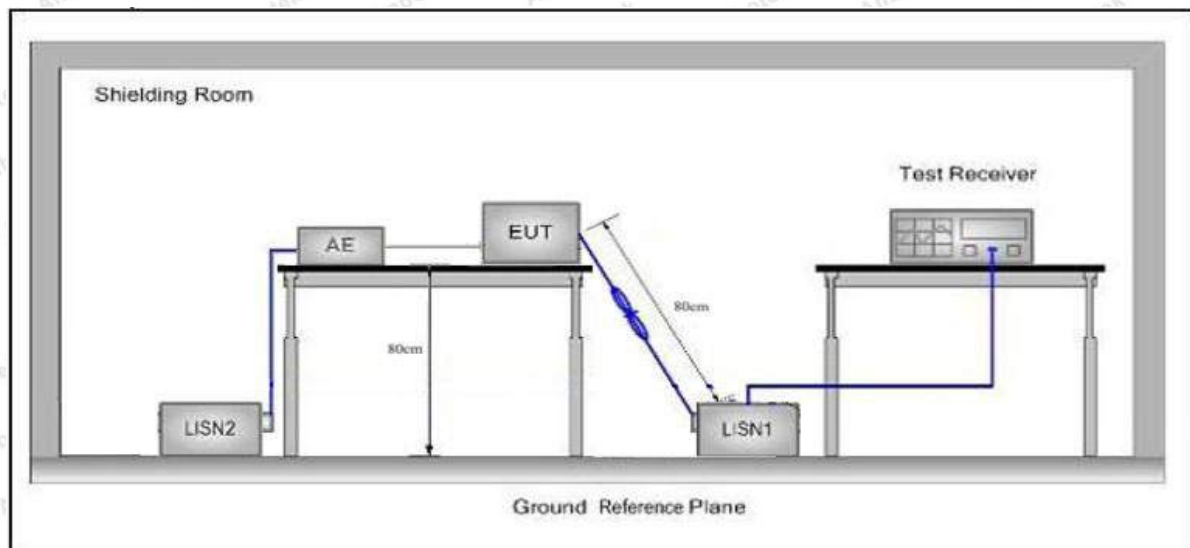 Shielding Room
Test Receiver
AE
EUT
80cm
80cm
LISN2
LISN1
Ground Reference Plane